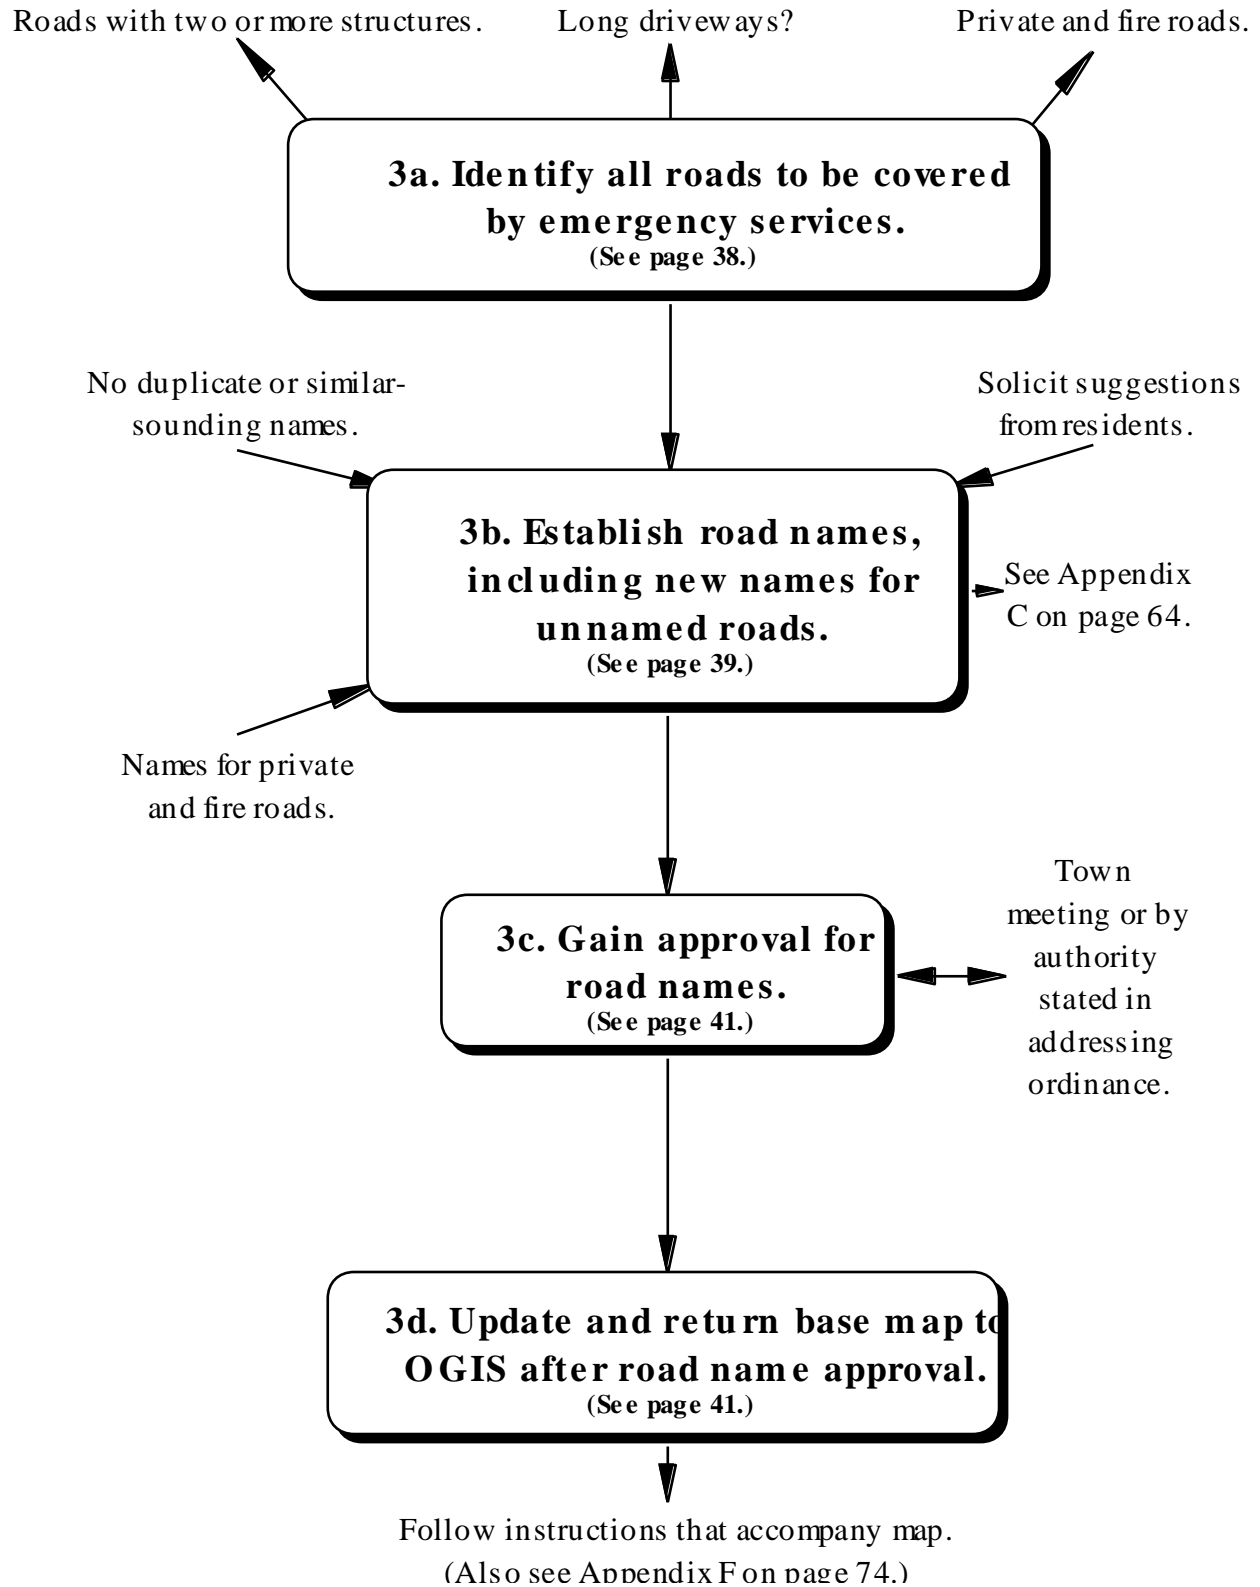 Roads with two or more structures.
Long driveways?
Private and fire roads.
3a. Identify all roads to be covered
by emergency services.
(See page 38.)
No duplicate or similar-
sounding names.
Solicit suggestions
from residents.
3b. Establish road names,
including new names for
unnamed roads.
(See page 39.)
See Appendix
C on page 64.
Names for private
and fire roads.
3c. Gain approval for
road names.
(See page 41.)
Town
meeting or by
authority
stated in
addressing
ordinance.
3d. Update and return base map to
OGIS after road name approval.
(See page 41.)
Follow instructions that accompany map.
(Also see Appendix F on page 74.)